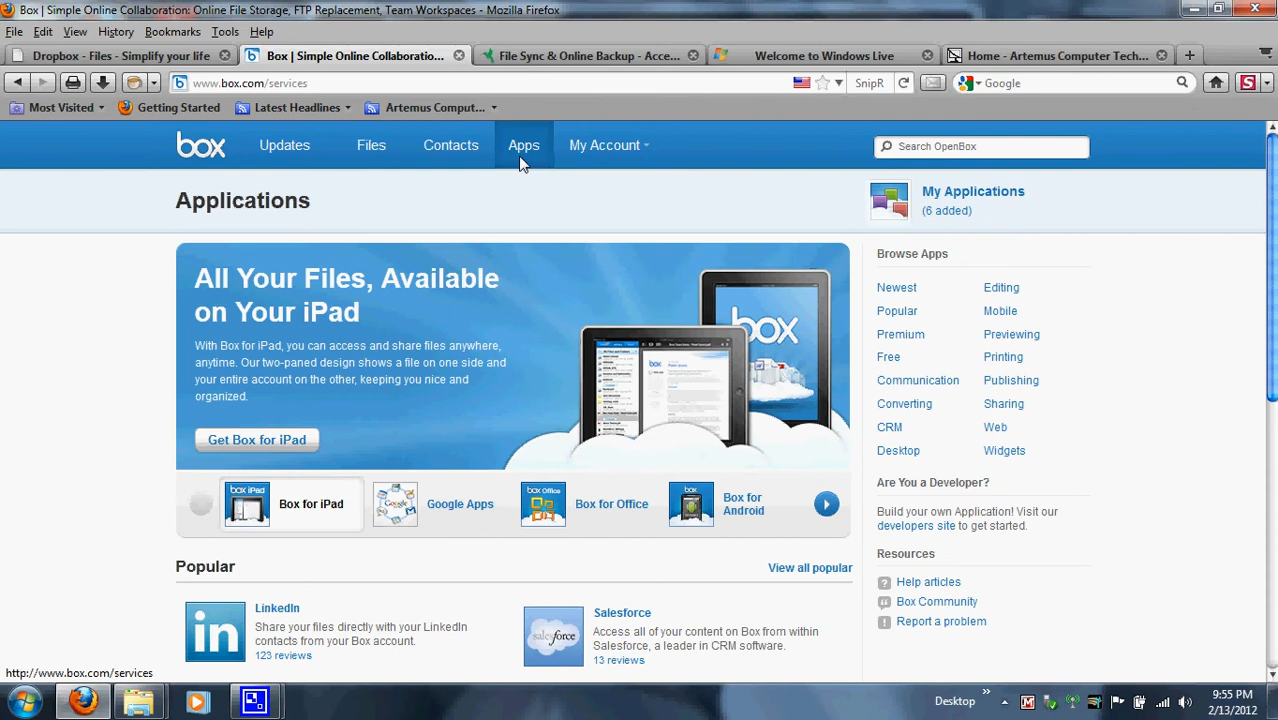 Box | Simple Online Collaboration: Online File Storage, FTP Replacement, Team Workspaces - Mozilla Firefox
File Edit View History Bookmarks Tools Help
Dropbox - Files - Simplify your life
Box | Simple Online Collaboratio...
File Sync & Online Backup - Acce...
Welcome to Windows Live
Home - Artemus Computer Tech...
www.box.com/services
SnipR
Google
Most Visited
Getting Started
Latest Headlines
Artemus Comput...
box
Updates
Files
Contacts
Apps
My Account
Search OpenBox
Applications
My Applications
(6 added)
All Your Files, Available
on Your iPad
With Box for iPad, you can access and share files anywhere,
anytime. Our two-paned design shows a file on one side and
your entire account on the other, keeping you nice and
organized.
Get Box for iPad
box
box iPad
Box for iPad
Google
Google Apps
box office
Box for Office
box
Box for
Android
Popular
View all popular
in
LinkedIn
Share your files directly with your LinkedIn
contacts from your Box account.
123 reviews
salesforce
Salesforce
Access all of your content on Box from within
Salesforce, a leader in CRM software.
13 reviews
Browse Apps
Newest Editing
Popular Mobile
Premium Previewing
Free Printing
Communication Publishing
Converting Sharing
CRM Web
Desktop Widgets
Are You a Developer?
Build your own Application! Visit our
developers site to get started.
Resources
Help articles
Box Community
Report a problem
http://www.box.com/services
Desktop
9:55 PM
2/13/2012